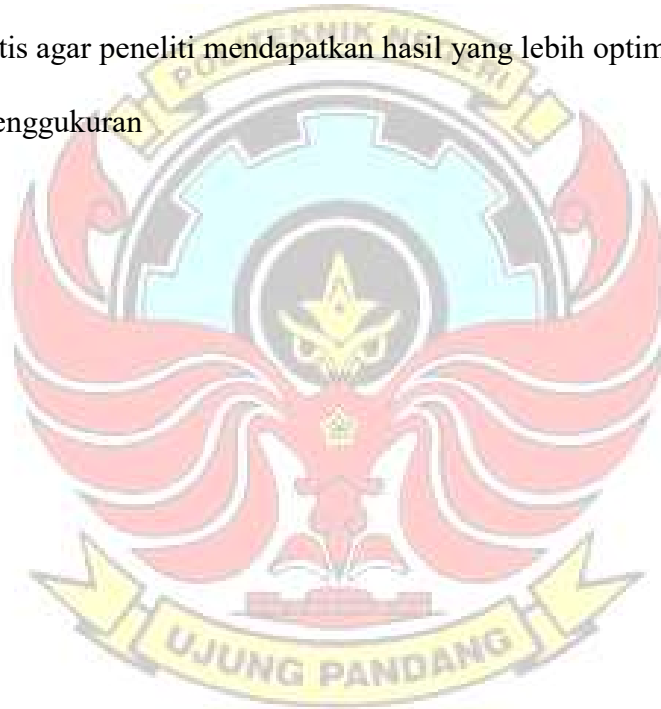 tis agar peneliti mendapatkan hasil yang lebih optim
POLITEKNIK NEGERI
enggukuran
UJUNG PANDANG